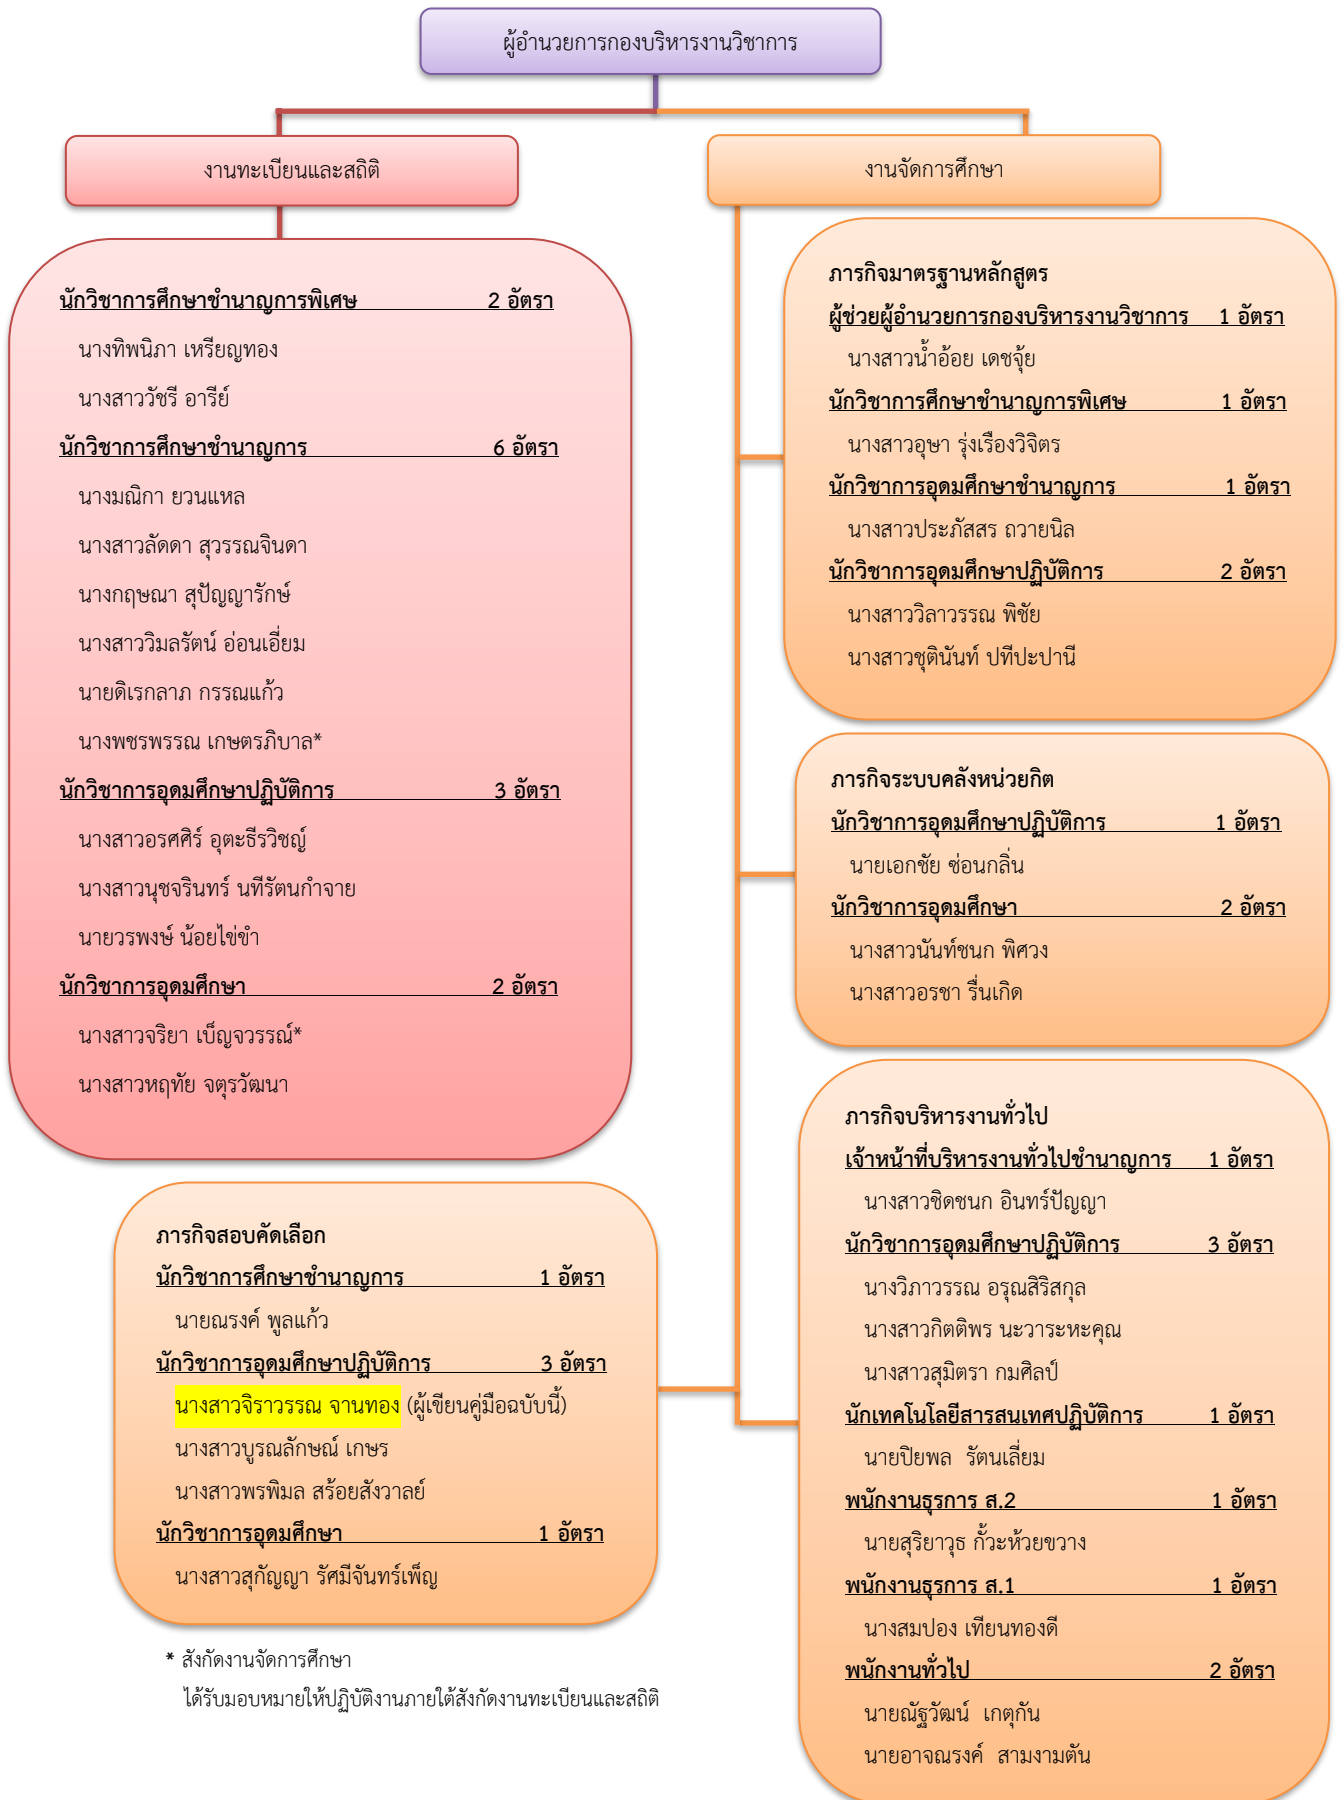 ผู้อำนวยการกองบริหารงานวิชาการ
งานทะเบียนและสถิติ
นักวิชาการศึกษาชำนาญการพิเศษ 2 อัตรา
นางทิพนิภา เหรียญทอง
นางสาววัชรี อารีย์
นักวิชาการศึกษาชำนาญการ 6 อัตรา
นางมณิกา ยวนแหล
นางสาวลัดดา สุวรรณจินดา
นางกฤษณา สุปัญญารักษ์
นางสาววิมลรัตน์ อ่อนเอี่ยม
นายดิเรกลาภ กรรณแก้ว
นางพชรพรรณ เกษตรภิบาล*
นักวิชาการอุดมศึกษาปฏิบัติการ 3 อัตรา
นางสาวอรศศิร์ อุตะธีรวิชญ์
นางสาวนุชจรินทร์ นทีรัตนกำจาย
นายวรพงษ์ น้อยไข่ขำ
นักวิชาการอุดมศึกษา 2 อัตรา
นางสาวจริยา เบ็ญจวรรณ์*
นางสาวหฤทัย จตุรวัฒนา
งานจัดการศึกษา
ภารกิจมาตรฐานหลักสูตร
ผู้ช่วยผู้อำนวยการกองบริหารงานวิชาการ 1 อัตรา
นางสาวน้ำอ้อย เดชจุ้ย
นักวิชาการศึกษาชำนาญการพิเศษ 1 อัตรา
นางสาวอุษา รุ่งเรืองวิจิตร
นักวิชาการอุดมศึกษาชำนาญการ 1 อัตรา
นางสาวประภัสสร ถวายนิล
นักวิชาการอุดมศึกษาปฏิบัติการ 2 อัตรา
นางสาววิลาวรรณ พิชัย
นางสาวชุตินันท์ ปทีปะปานี
ภารกิจระบบคลังหน่วยกิต
นักวิชาการอุดมศึกษาปฏิบัติการ 1 อัตรา
นายเอกชัย ซ่อนกลิ่น
นักวิชาการอุดมศึกษา 2 อัตรา
นางสาวนันท์ชนก พิศวง
นางสาวอรชา รื่นเกิด
ภารกิจบริหารงานทั่วไป
เจ้าหน้าที่บริหารงานทั่วไปชำนาญการ 1 อัตรา
นางสาวชิดชนก อินทร์ปัญญา
นักวิชาการอุดมศึกษาปฏิบัติการ 3 อัตรา
นางวิภาวรรณ อรุณสิริสกุล
นางสาวกิตติพร นะวาระหะคุณ
นางสาวสุมิตรา กมศิลป์
นักเทคโนโลยีสารสนเทศปฏิบัติการ 1 อัตรา
นายปิยพล รัตนเลี่ยม
พนักงานธุรการ ส.2 1 อัตรา
นายสุริยาวุธ กั้วะห้วยขวาง
พนักงานธุรการ ส.1 1 อัตรา
นางสมปอง เทียนทองดี
พนักงานทั่วไป 2 อัตรา
นายณัฐวัฒน์ เกตุกัน
นายอาจณรงค์ สามงามตัน
ภารกิจสอบคัดเลือก
นักวิชาการศึกษาชำนาญการ 1 อัตรา
นายณรงค์ พูลแก้ว
นักวิชาการอุดมศึกษาปฏิบัติการ 3 อัตรา
นางสาวจิราวรรณ จานทอง (ผู้เขียนคู่มือฉบับนี้)
นางสาวบูรณลักษณ์ เกษร
นางสาวพรพิมล สร้อยสังวาลย์
นักวิชาการอุดมศึกษา 1 อัตรา
นางสาวสุกัญญา รัศมีจันทร์เพ็ญ
* สังกัดงานจัดการศึกษา
ได้รับมอบหมายให้ปฏิบัติงานภายใต้สังกัดงานทะเบียนและสถิติ